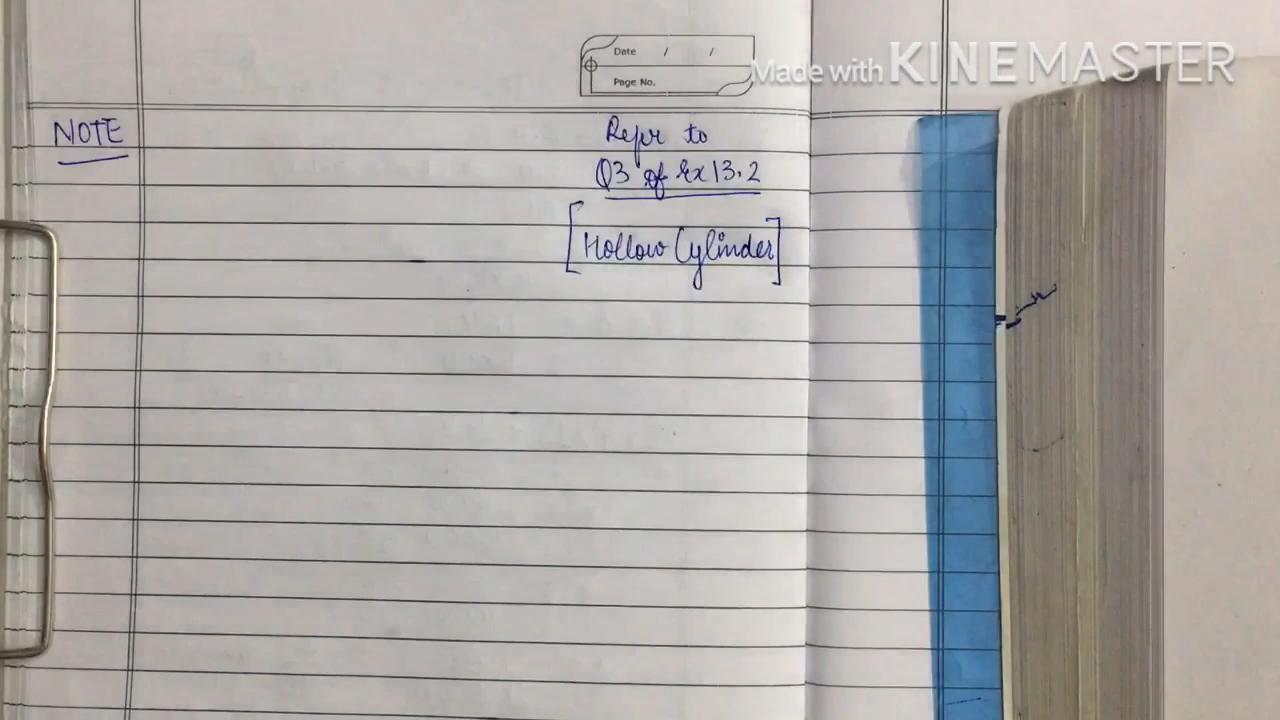 Date / /
Page No.
Made with KINEMASTER
NOTE
Refer to
Q3 of Ex 13.2
[Hollow Cylinder]